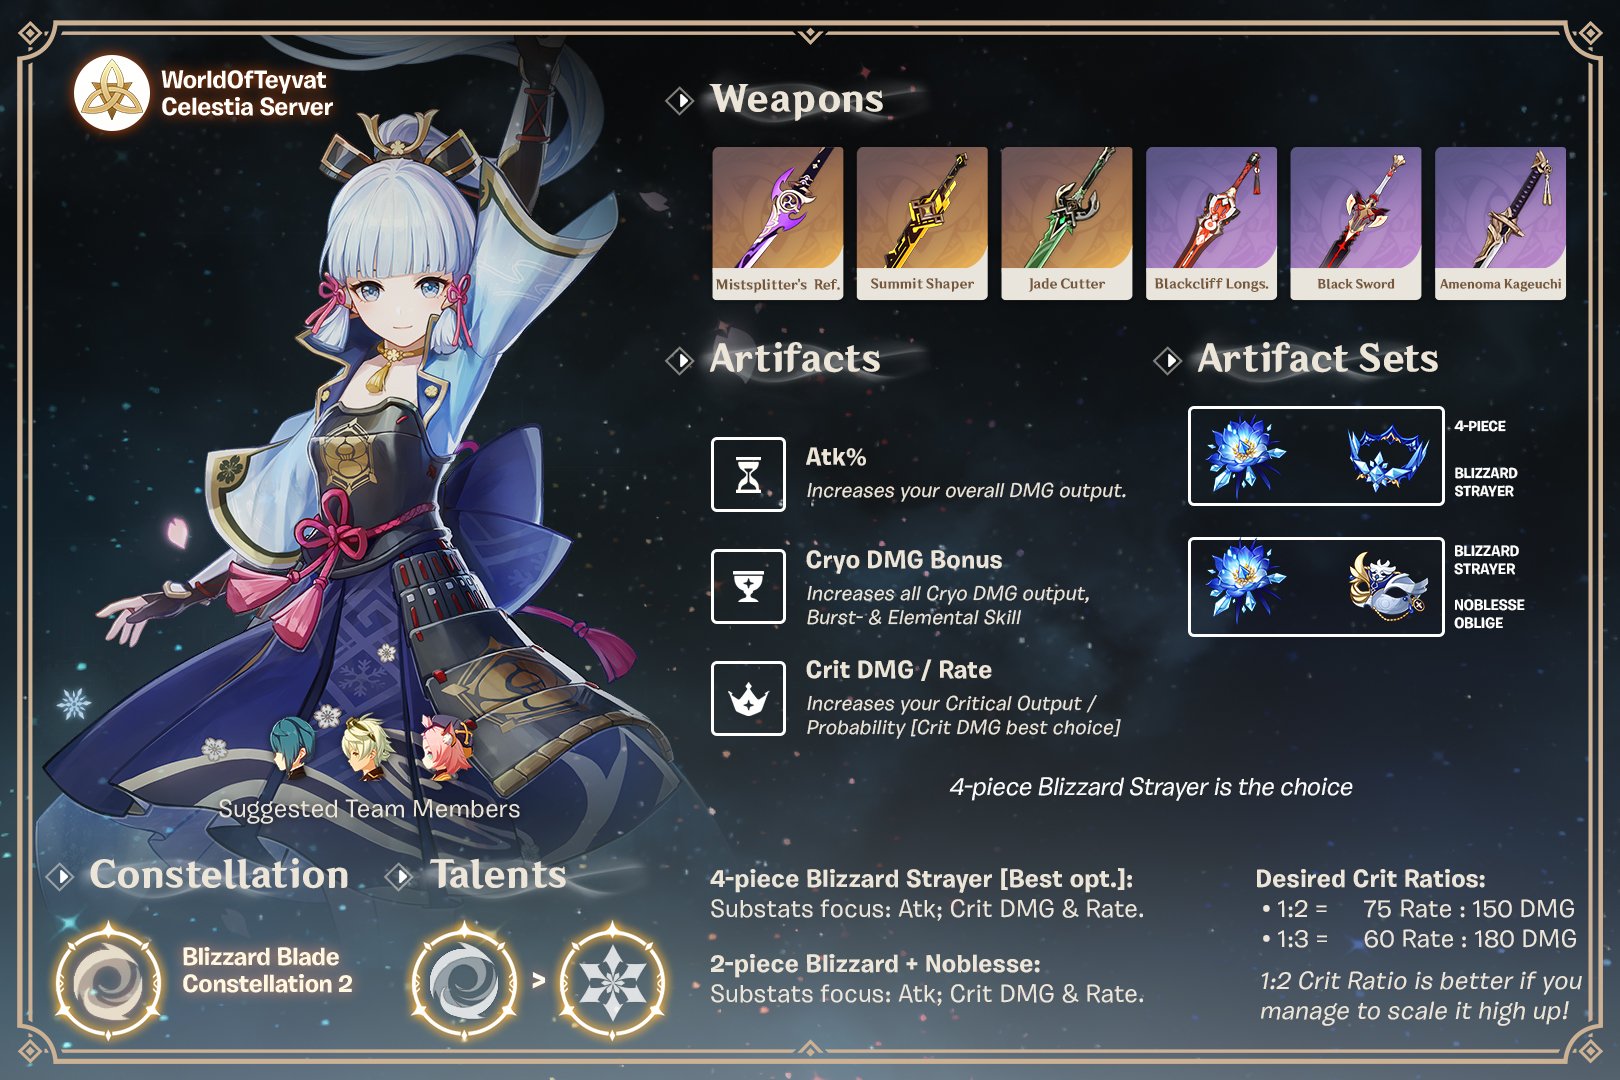 WorldOfTeyvat
Celestia Server
Weapons
Mistsplitter's Ref.
Summit Shaper
Jade Cutter
Blackcliff Longs.
Black Sword
Amenoma Kageuchi
Artifacts
Atk%
Increases your overall DMG output.
Cryo DMG Bonus
Increases all Cryo DMG output,
Burst- & Elemental Skill
Crit DMG / Rate
Increases your Critical Output /
Probability [Crit DMG best choice]
Artifact Sets
4-PIECE
BLIZZARD
STRAYER
BLIZZARD
STRAYER
NOBLESSE
OBLIGE
4-piece Blizzard Strayer is the choice
Suggested Team Members
Constellation
Blizzard Blade
Constellation 2
Talents
>
4-piece Blizzard Strayer [Best opt.]:
Substats focus: Atk; Crit DMG & Rate.
2-piece Blizzard + Noblesse:
Substats focus: Atk; Crit DMG & Rate.
Desired Crit Ratios:
• 1:2 = 75 Rate : 150 DMG
• 1:3 = 60 Rate : 180 DMG
1:2 Crit Ratio is better if you
manage to scale it high up!